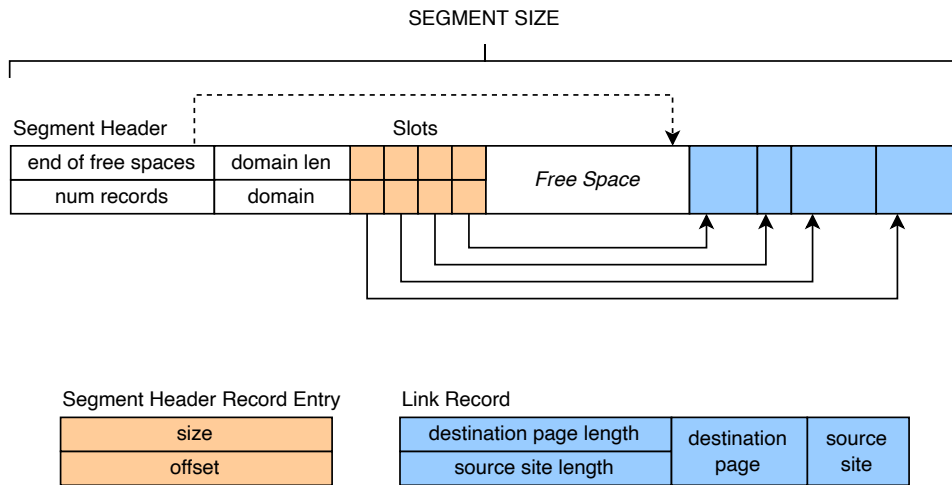 SEGMENT SIZE
Segment Header
Slots
end of free spaces
domain len
num records
domain
Free Space
Segment Header Record Entry
size
offset
Link Record
destination page length
source site length
destination
page
source
site